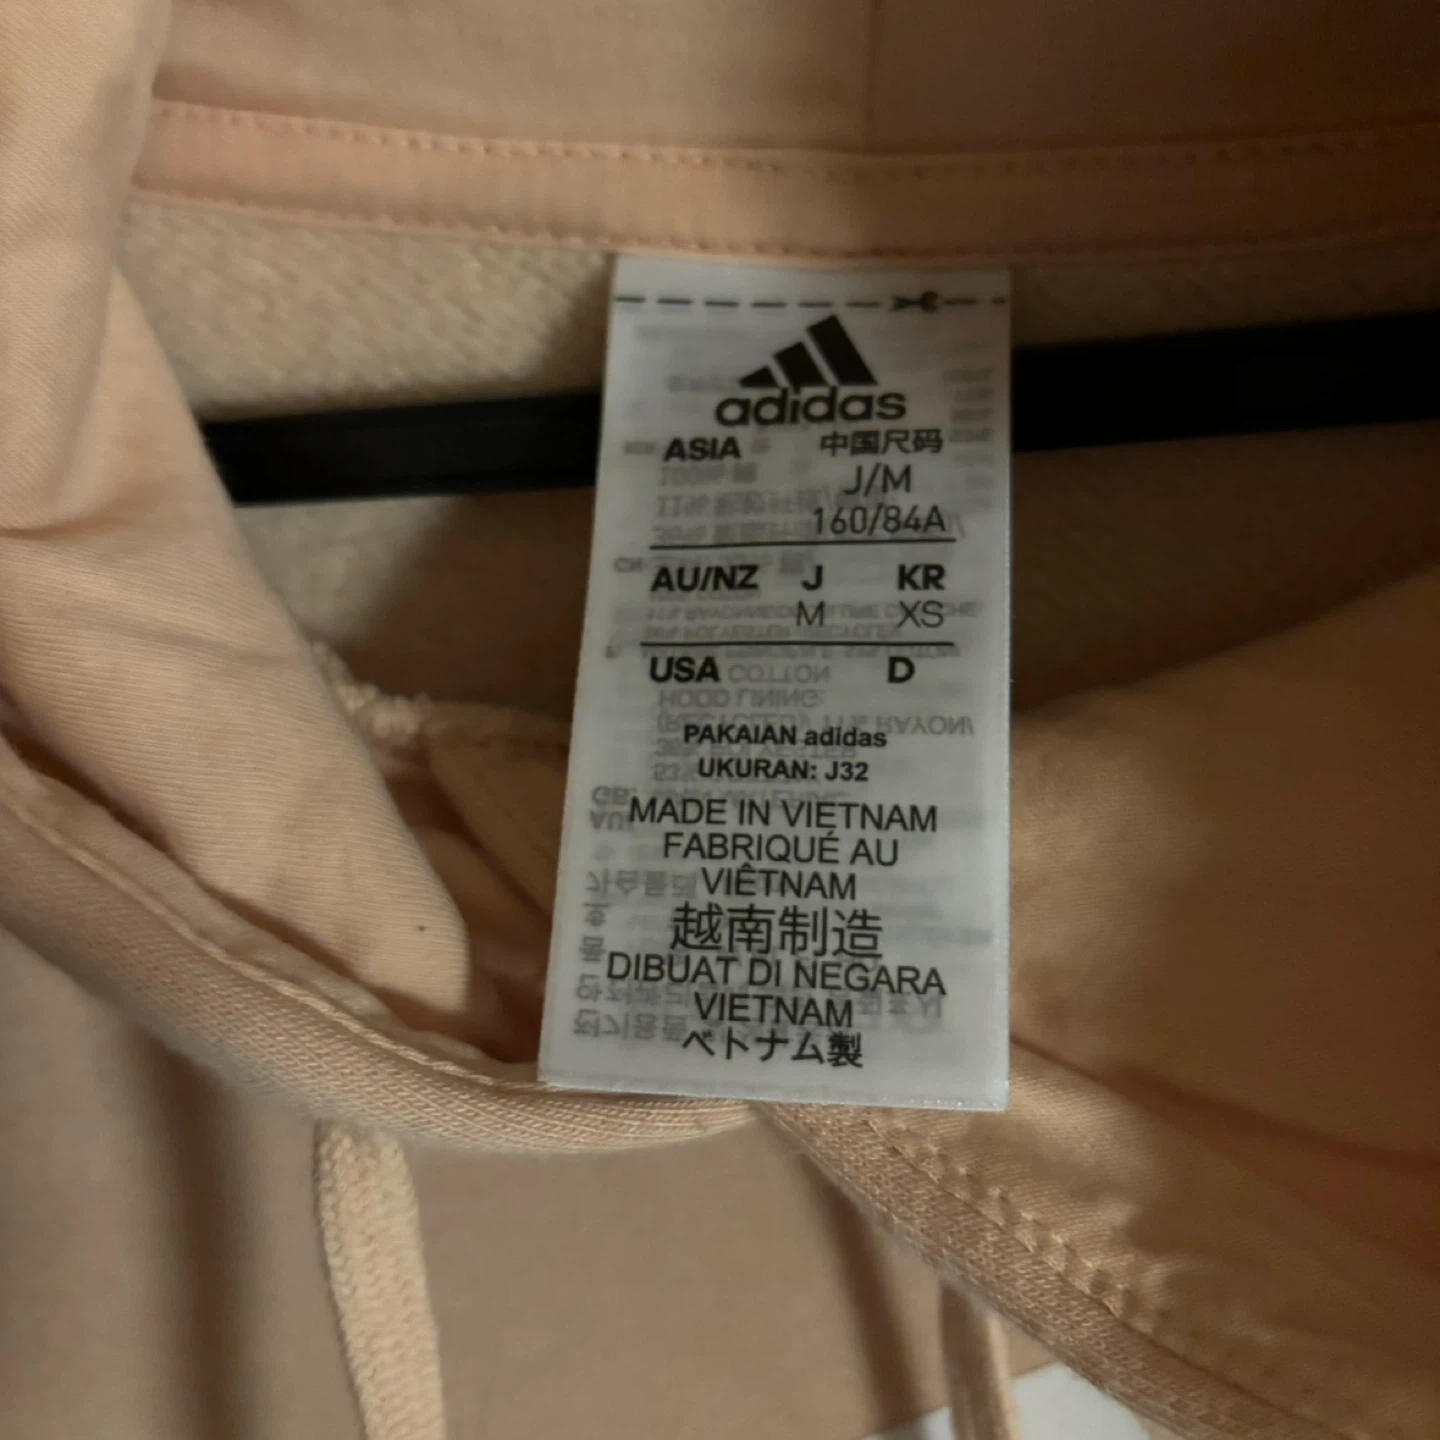 adidas
ASIA 中国尺码
J/M
160/84A
AU/NZ J KR
M XS
USA D
PAKAIAN adidas
UKURAN: J32
MADE IN VIETNAM
FABRIQUÉ AU
VIÊTNAM
越南制造
DIBUAT DI NEGARA
VIETNAM
ベトナム製